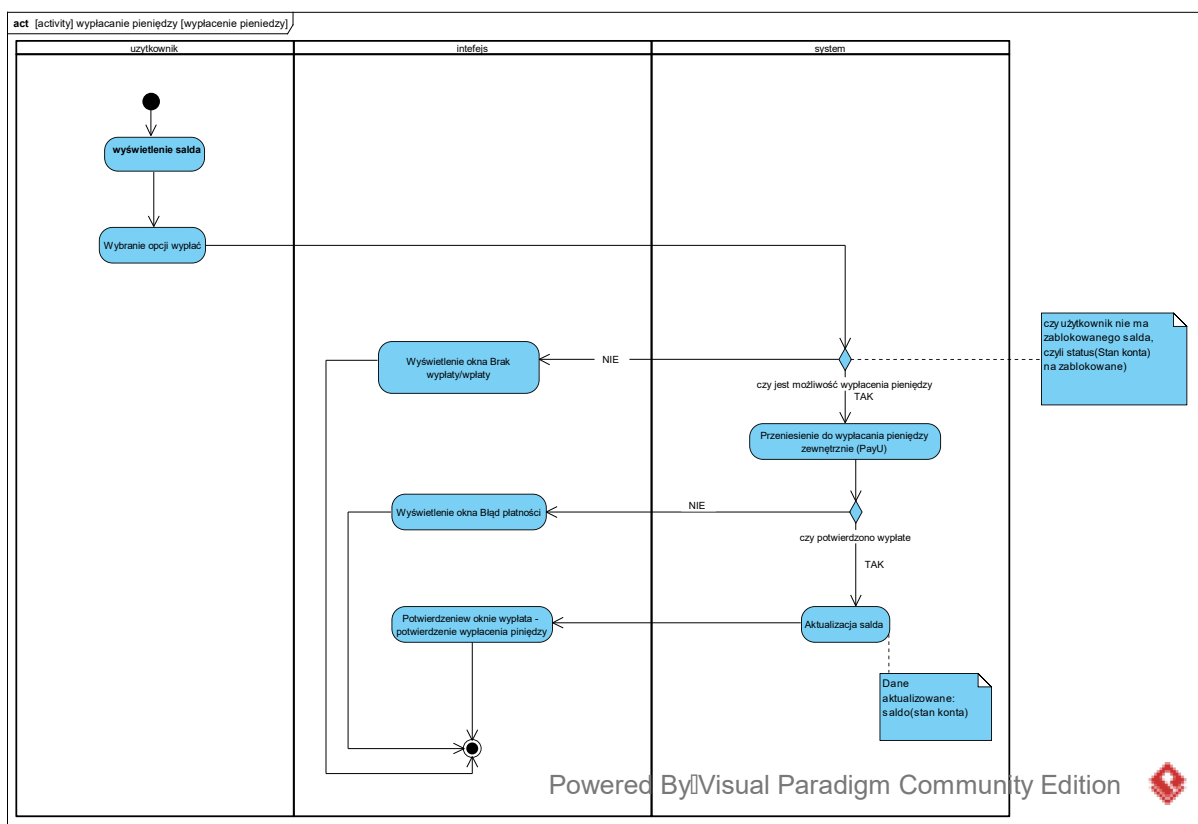 act [activity] wypłacanie pieniędzy [wypłacenie pieniedzy]
uzytkownik
intefejs
system
wyświetlenie salda
Wybranie opcji wypłać
czy użytkownik nie ma
zablokowanego salda,
czyli status(Stan konta)
na zablokowane)
Wyświetlenie okna Brak
wypłaty/wpłaty
NIE
czy jest możliwość wypłacenia pieniędzy
TAK
Przeniesienie do wypłacania pieniędzy
zewnętrznie (PayU)
Wyświetlenie okna Błąd płatności
NIE
czy potwierdzono wypłate
TAK
Potwierdzeniew oknie wypłata -
potwierdzenie wypłacenia piniędzy
Aktualizacja salda
Dane
aktualizowane:
saldo(stan konta)
Powered By Visual Paradigm Community Edition